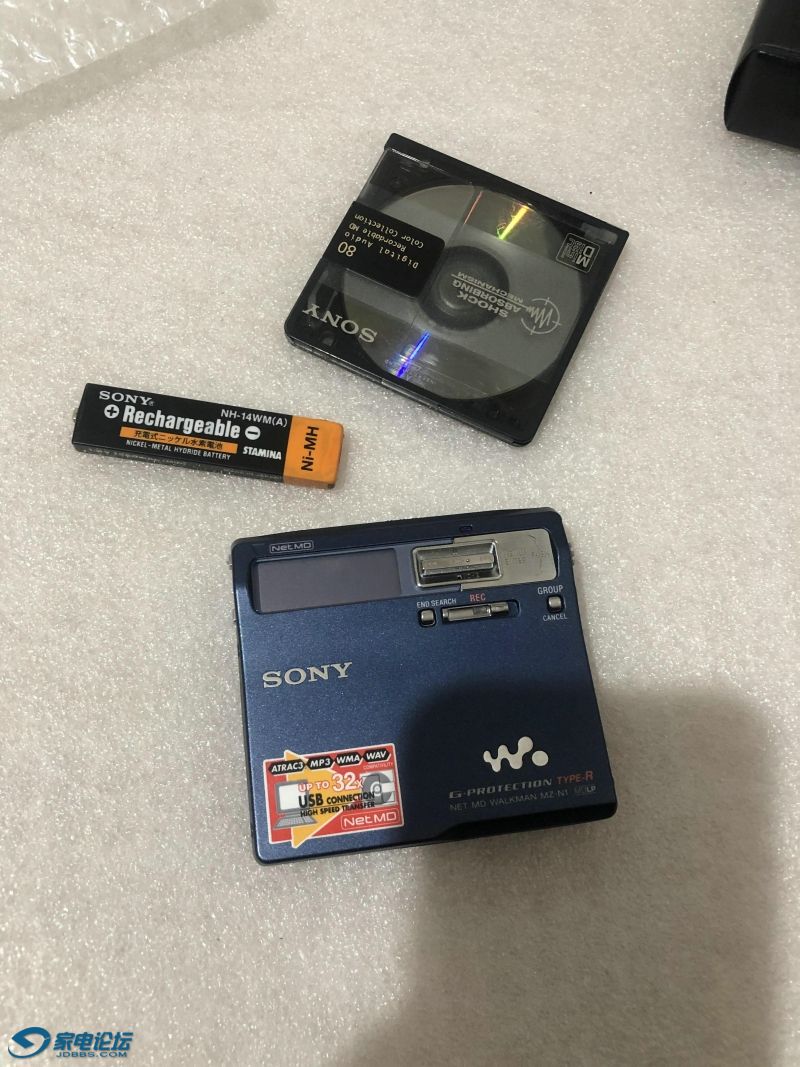 80
Digital Audio
Recordable MD
Color Collection
SONY
SHOCK
ABSORBING
MECHANISM
SONY
NH-14WM(A)
+ Rechargeable -
充電式ニッケル水素電池
NICKEL-METAL HYDRIDE BATTERY
STAMINA
Ni-MH
Net MD
END SEARCH
REC
GROUP
CANCEL
SONY
ATRAC3 MP3 WMA WAV
COMPATIBILITY
UP TO 32x
USB CONNECTION
HIGH SPEED TRANSFER
Net MD
G-PROTECTION TYPE-R
NET MD WALKMAN MZ-N1 MDLP
家电论坛
JDBBS.COM